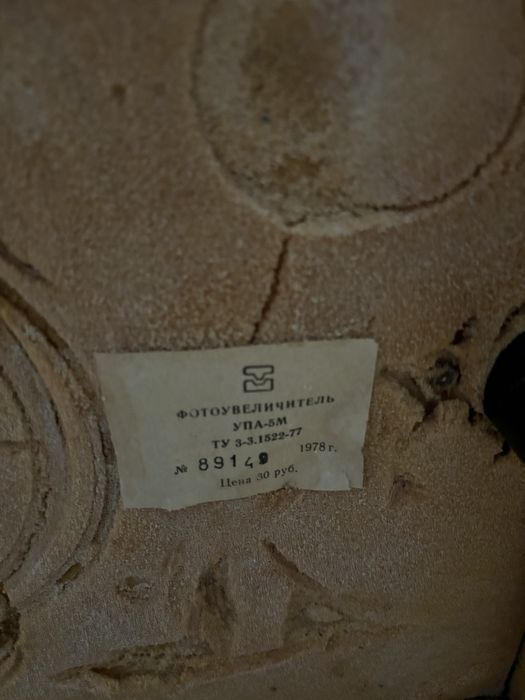 ФОТОУВЕЛИЧИТЕЛЬ
УПА-5М
ТУ 3-3.1522-77
№ 89149 1978 г.
Цена 30 руб.